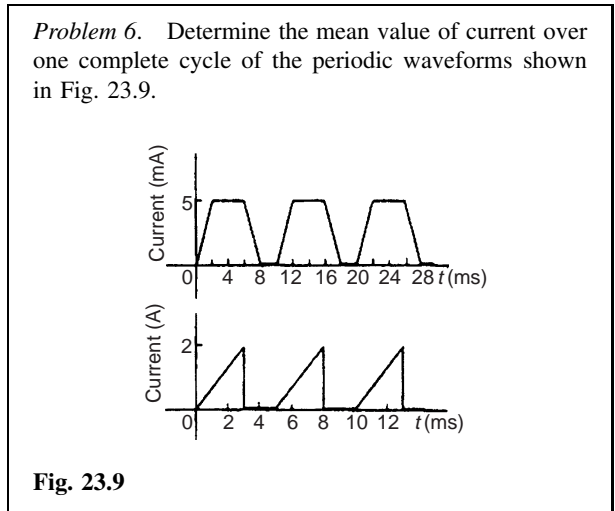 Problem 6. Determine the mean value of current over
one complete cycle of the periodic waveforms shown
in Fig. 23.9.
Current (mA)
5
0 4 8 12 16 20 24 28 t (ms)
Current (A)
2
0 2 4 6 8 10 12 t (ms)
Fig. 23.9